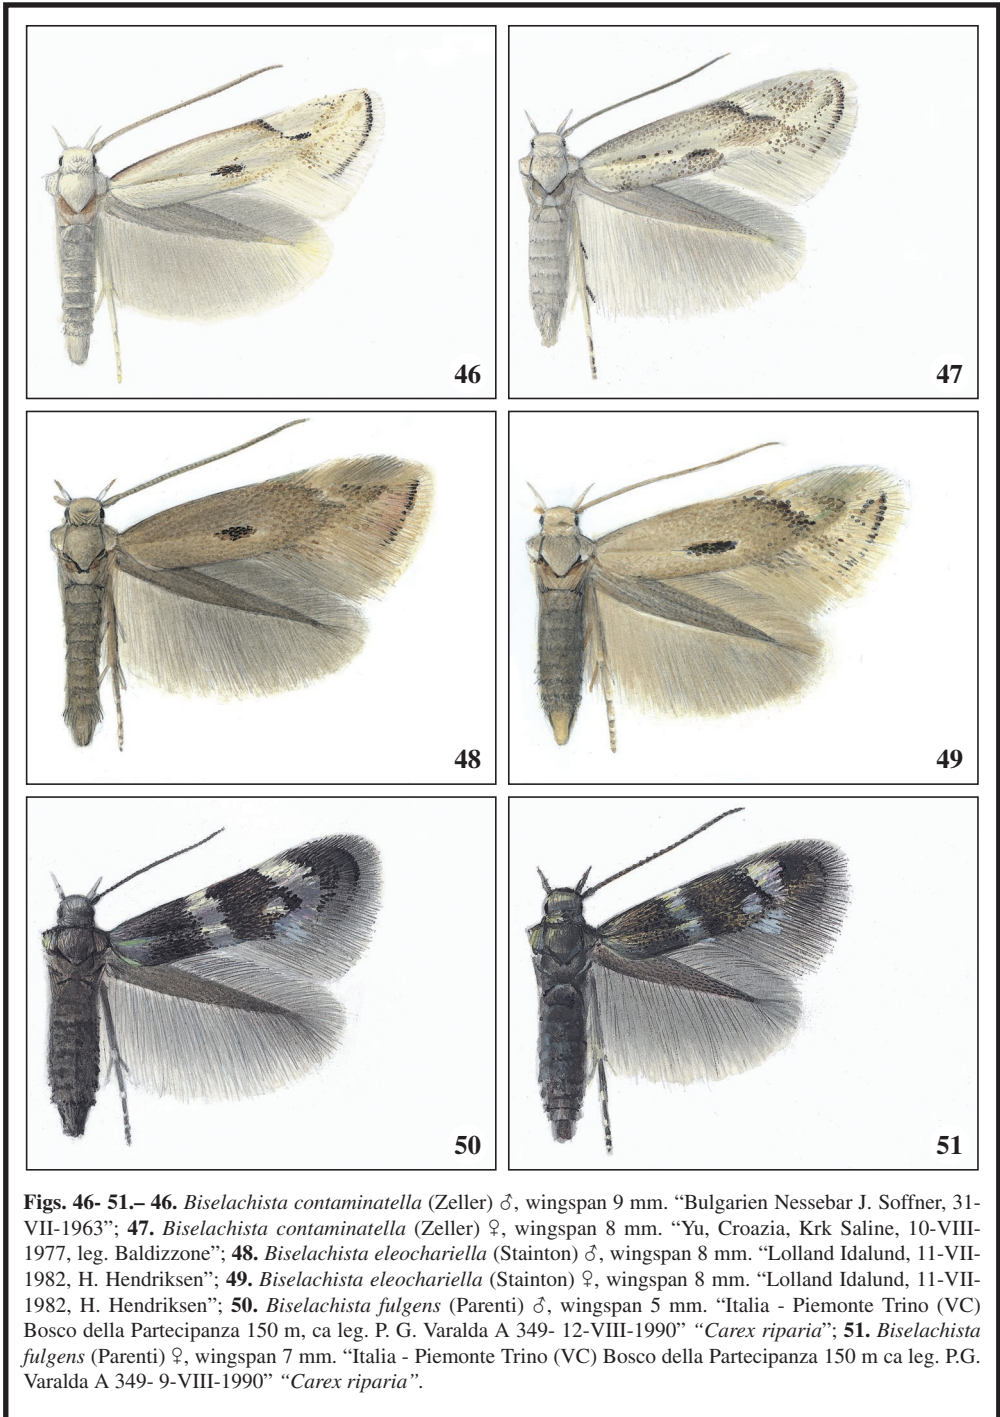 46
47
48
49
50
51
Figs. 46- 51.– 46. Biselachista contaminatella (Zeller) ♂, wingspan 9 mm. “Bulgarien Nessebar J. Soffner, 31-
VII-1963”; 47. Biselachista contaminatella (Zeller) ♀, wingspan 8 mm. “Yu, Croazia, Krk Saline, 10-VIII-
1977, leg. Baldizzone”; 48. Biselachista eleochariella (Stainton) ♂, wingspan 8 mm. “Lolland Idalund, 11-VII-
1982, H. Hendriksen”; 49. Biselachista eleochariella (Stainton) ♀, wingspan 8 mm. “Lolland Idalund, 11-VII-
1982, H. Hendriksen”; 50. Biselachista fulgens (Parenti) ♂, wingspan 5 mm. “Italia - Piemonte Trino (VC)
Bosco della Partecipanza 150 m, ca leg. P. G. Varalda A 349- 12-VIII-1990” “Carex riparia”; 51. Biselachista
fulgens (Parenti) ♀, wingspan 7 mm. “Italia - Piemonte Trino (VC) Bosco della Partecipanza 150 m ca leg. P.G.
Varalda A 349- 9-VIII-1990” “Carex riparia”.